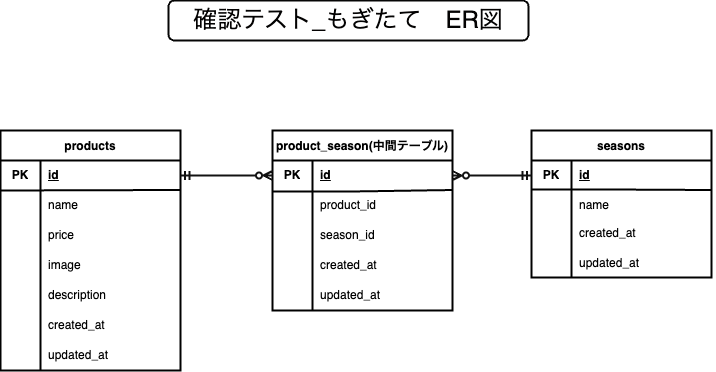 確認テスト_もぎたて　ER図
products
PK id
name
price
image
description
created_at
updated_at
product_season(中間テーブル)
PK id
product_id
season_id
created_at
updated_at
seasons
PK id
name
created_at
updated_at